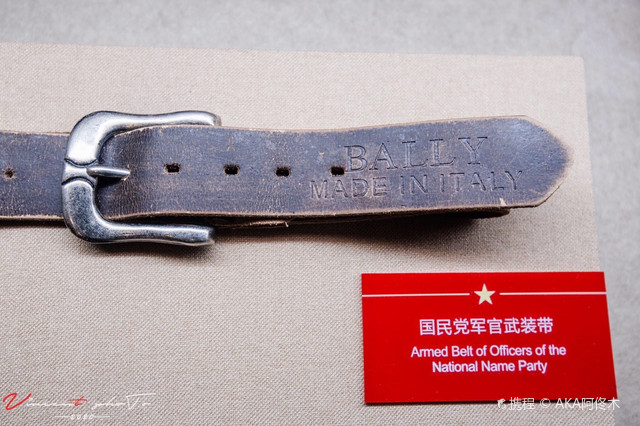 BALLY
MADE IN ITALY
国民党军官武装带
Armed Belt of Officers of the
National Name Party
携程 © AKA阿佟木